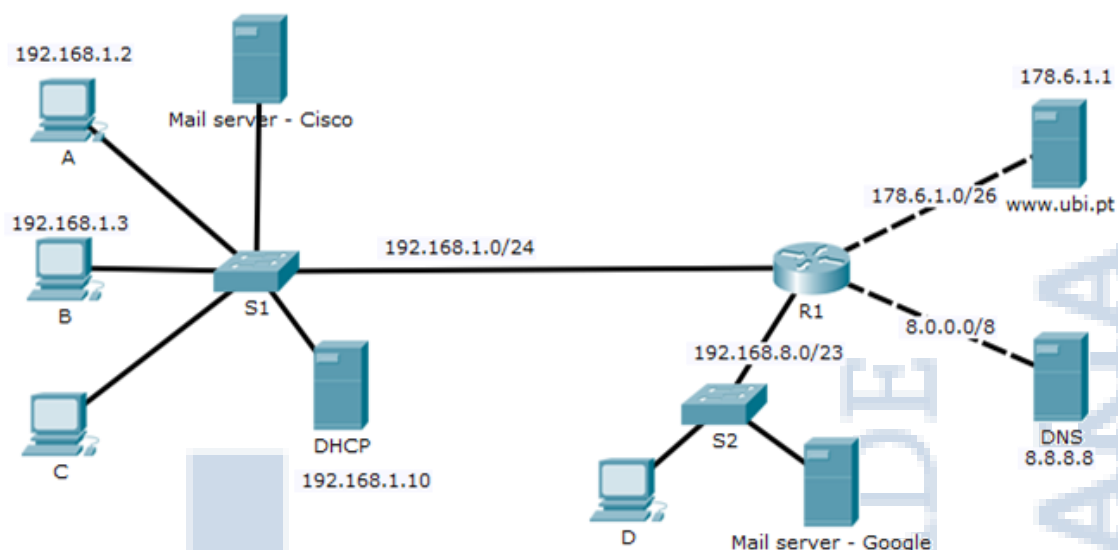 192.168.1.2
A
Mail server - Cisco
192.168.1.3
B
S1
192.168.1.0/24
C
DHCP
192.168.1.10
R1
178.6.1.1
178.6.1.0/26
www.ubi.pt
8.0.0.0/8
192.168.8.0/23
S2
DNS
8.8.8.8
D
Mail server - Google